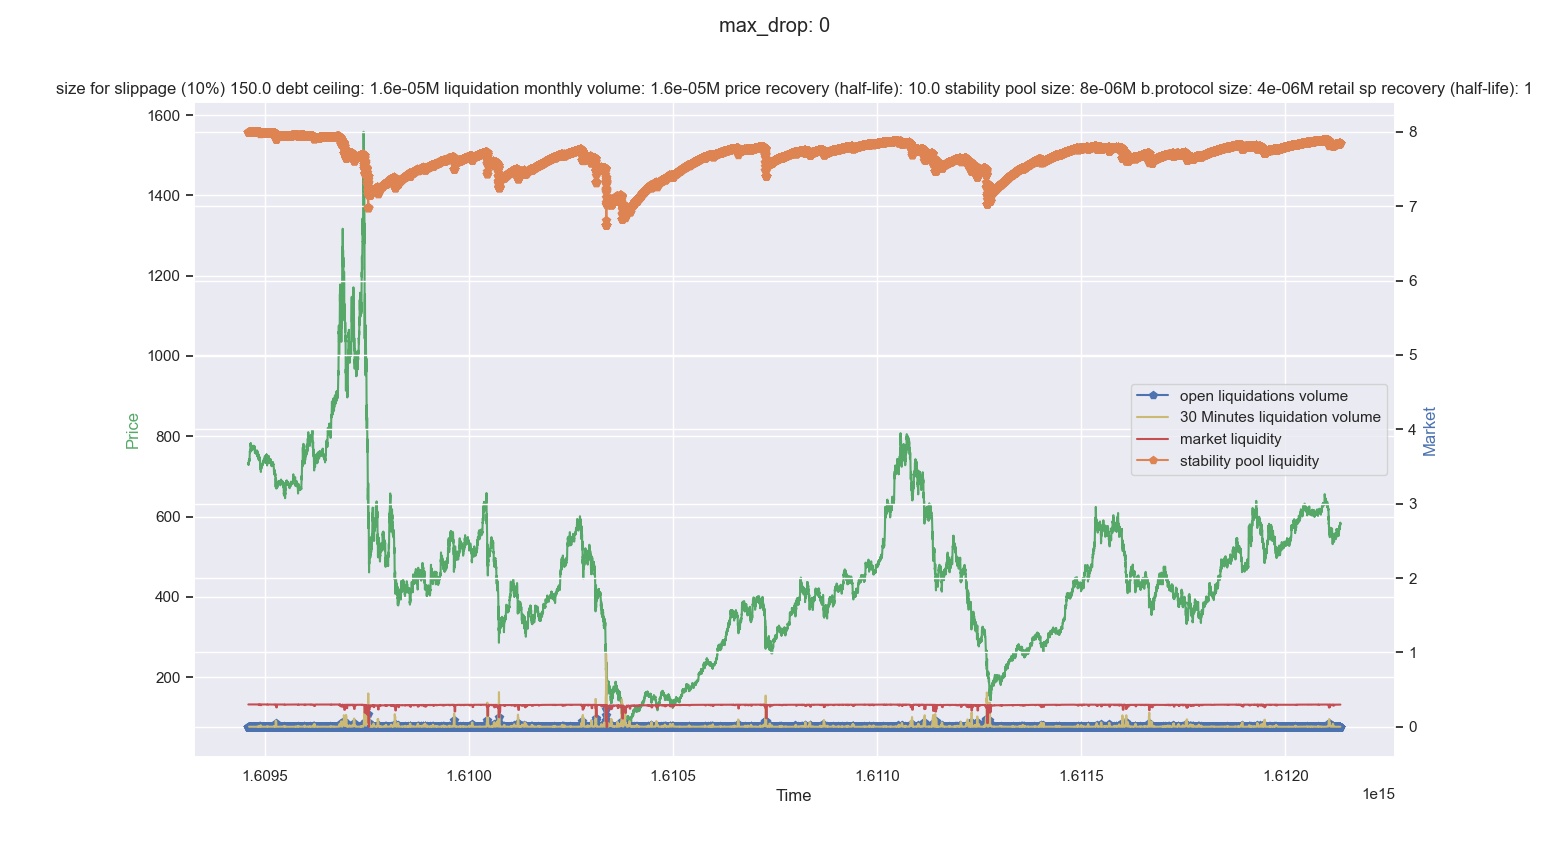 max_drop: 0
size for slippage (10%) 150.0 debt ceiling: 1.6e-05M liquidation monthly volume: 1.6e-05M price recovery (half-life): 10.0 stability pool size: 8e-06M b.protocol size: 4e-06M retail sp recovery (half-life): 1
1600
1400
1200
1000
800
600
400
200
Price
8
7
6
5
4
3
2
1
0
Market
open liquidations volume
30 Minutes liquidation volume
market liquidity
stability pool liquidity
1.6095
1.6100
1.6105
1.6110
1.6115
1.6120
Time
1e15